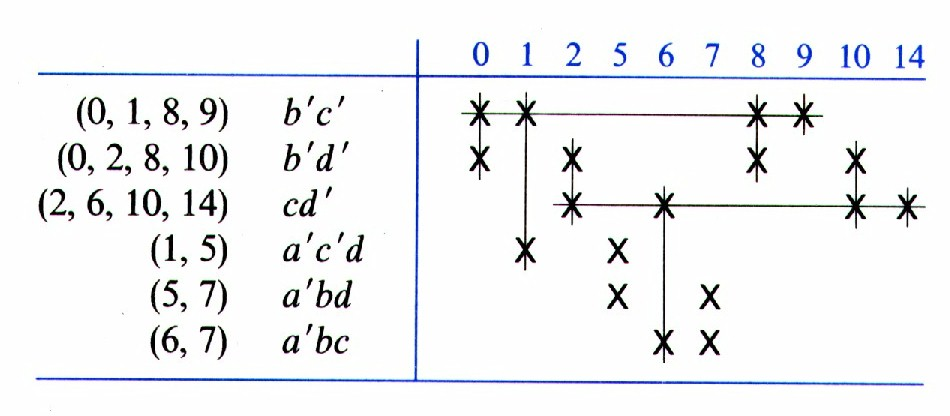 0 1 2 5 6 7 8 9 10 14
(0, 1, 8, 9) b′c′ X X X X
(0, 2, 8, 10) b′d′ X X X X
(2, 6, 10, 14) cd′ X X X X
(1, 5) a′c′d X X
(5, 7) a′bd X X
(6, 7) a′bc X X